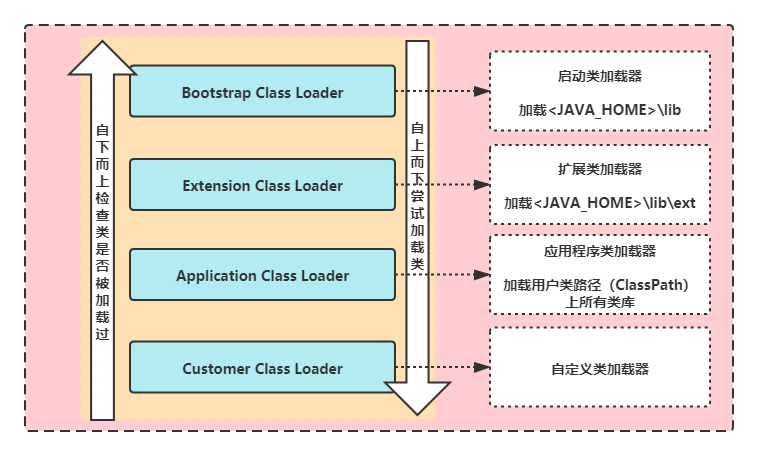 自下而上检查类是否被加载过
自上而下尝试加载类
Bootstrap Class Loader
启动类加载器
加载<JAVA_HOME>\lib
Extension Class Loader
扩展类加载器
加载<JAVA_HOME>\lib\ext
Application Class Loader
应用程序类加载器
加载用户类路径（ClassPath）
上所有类库
Customer Class Loader
自定义类加载器